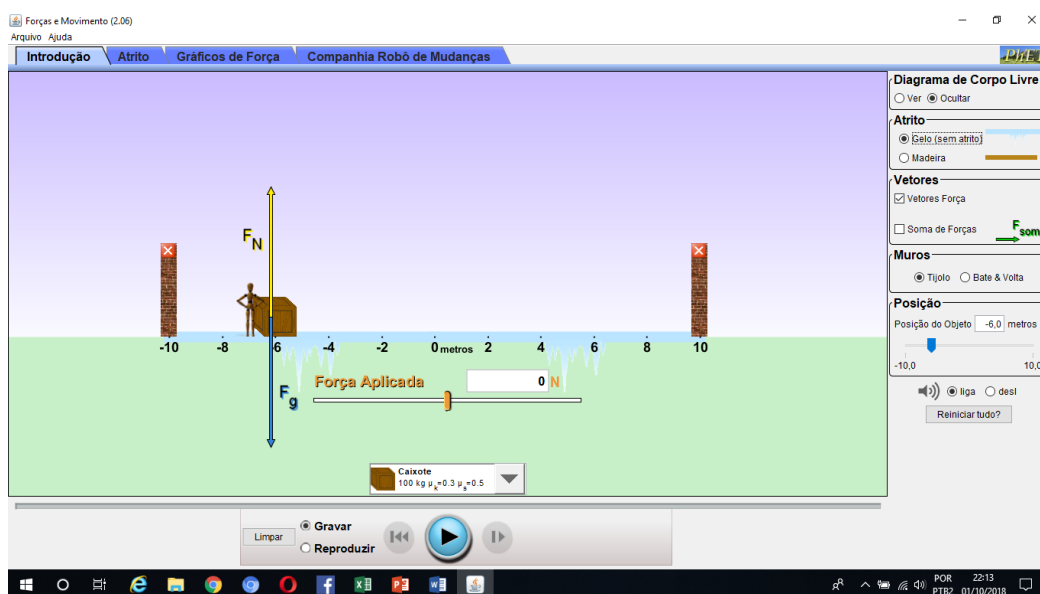 Forças e Movimento (2.06)
Arquivo Ajuda
Introdução Atrito Gráficos de Força Companhia Robô de Mudanças
PhET
Diagrama de Corpo Livre
Ver Ocultar
Atrito
Gelo (sem atrito)
Madeira
Vetores
Vetores Força
Soma de Forças
F som
Muros
Tijolo Bate & Volta
Posição
Posição do Objeto -6,0 metros
-10,0 10,0
liga desl
Reiniciar tudo?
F N
-10 -8 -6 -4 -2 0 metros 2 4 6 8 10
Força Aplicada 0 N
F g
Caixote
100 kg μk=0.3 μs=0.5
Limpar
Gravar
Reproduzir
POR 22:13
PTB2 01/10/2018